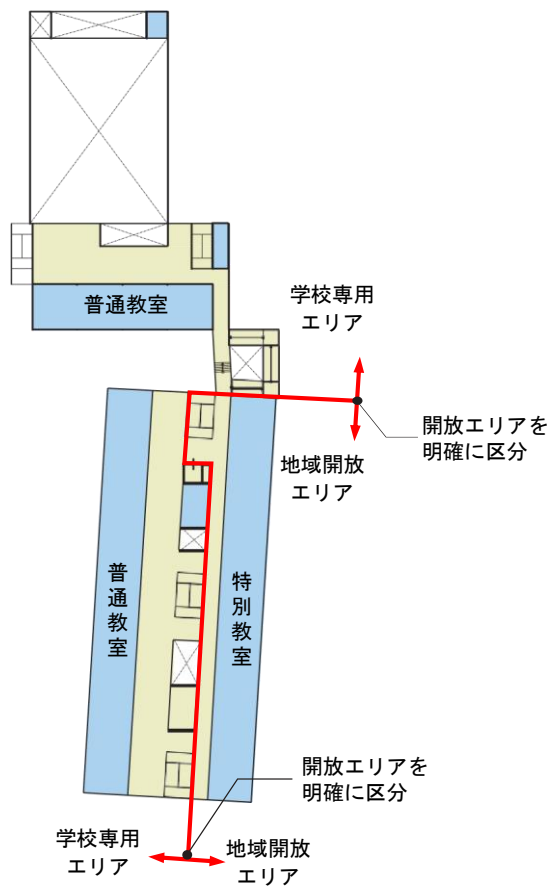 普通教室
学校専用
エリア
開放エリアを
明確に区分
地域開放
エリア
普通教室
特別教室
開放エリアを
明確に区分
学校専用
エリア
地域開放
エリア